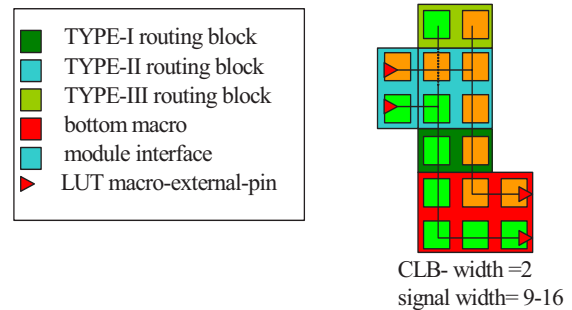 TYPE-I routing block
TYPE-II routing block
TYPE-III routing block
bottom macro
module interface
LUT macro-external-pin
CLB- width =2
signal width= 9-16